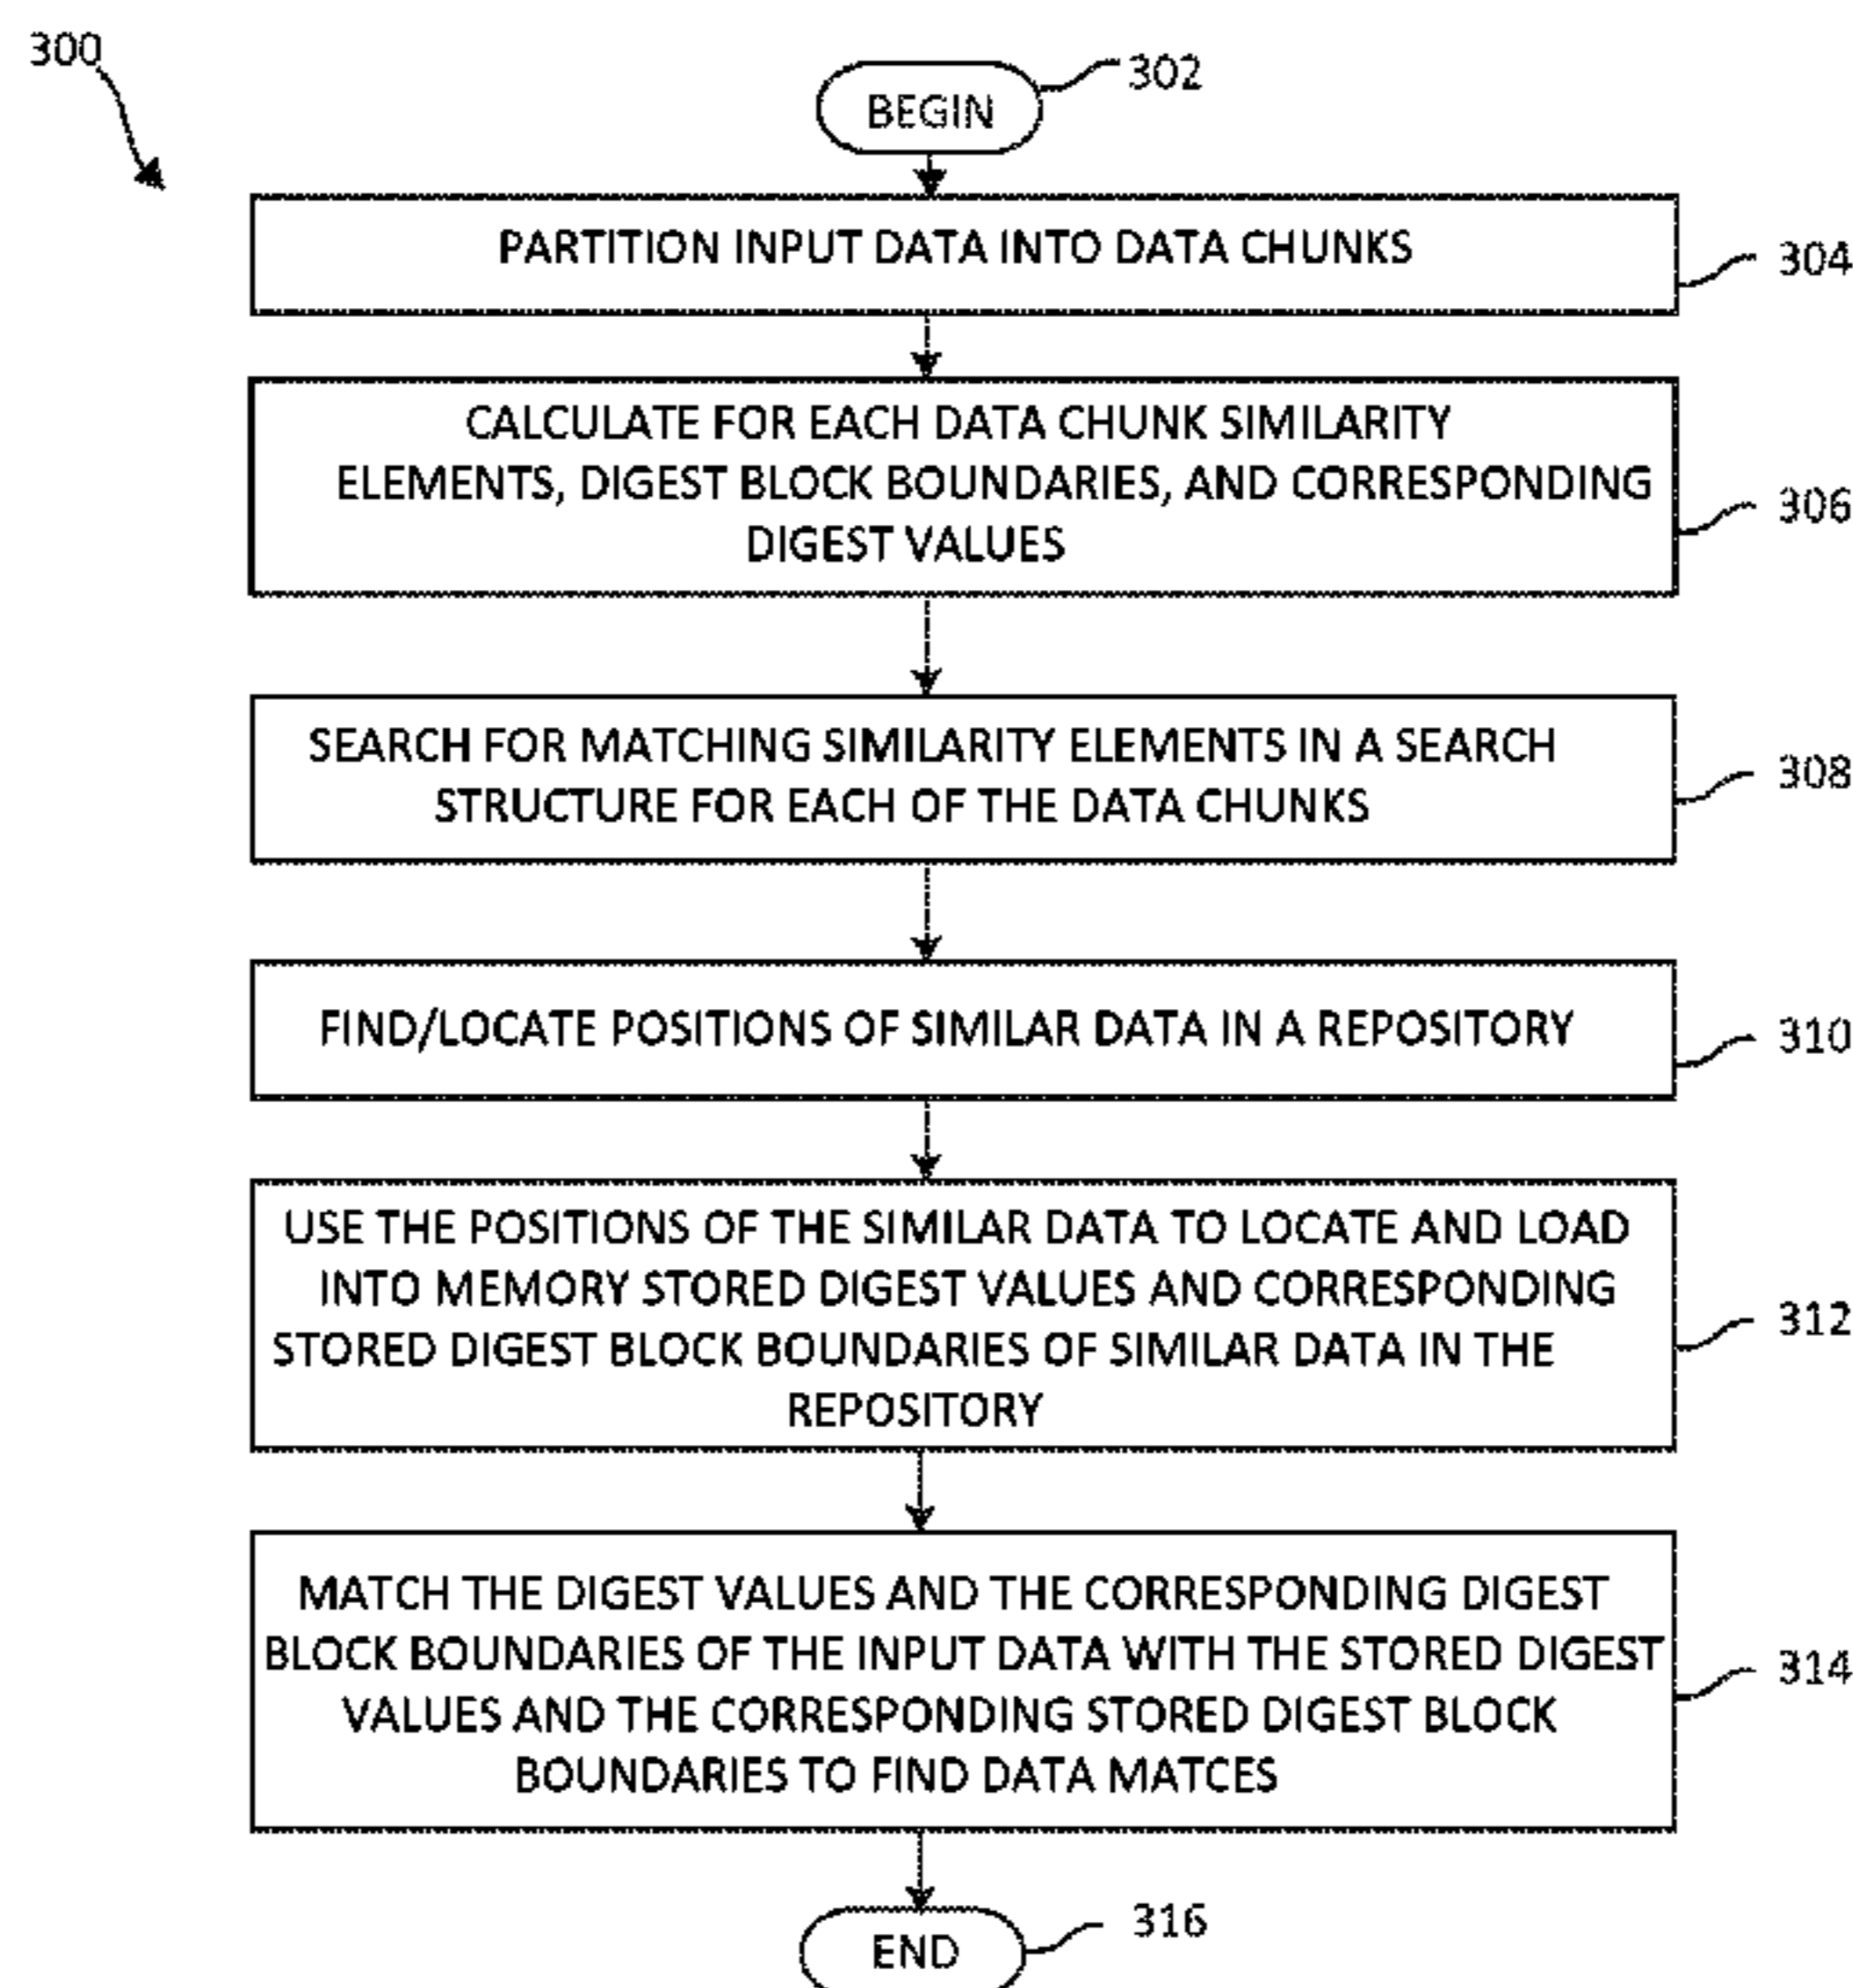 300
302
BEGIN
PARTITION INPUT DATA INTO DATA CHUNKS
304
CALCULATE FOR EACH DATA CHUNK SIMILARITY
ELEMENTS, DIGEST BLOCK BOUNDARIES, AND CORRESPONDING
DIGEST VALUES
306
SEARCH FOR MATCHING SIMILARITY ELEMENTS IN A SEARCH
STRUCTURE FOR EACH OF THE DATA CHUNKS
308
FIND/LOCATE POSITIONS OF SIMILAR DATA IN A REPOSITORY
310
USE THE POSITIONS OF THE SIMILAR DATA TO LOCATE AND LOAD
INTO MEMORY STORED DIGEST VALUES AND CORRESPONDING
STORED DIGEST BLOCK BOUNDARIES OF SIMILAR DATA IN THE
REPOSITORY
312
MATCH THE DIGEST VALUES AND THE CORRESPONDING DIGEST
BLOCK BOUNDARIES OF THE INPUT DATA WITH THE STORED DIGEST
VALUES AND THE CORRESPONDING STORED DIGEST BLOCK
BOUNDARIES TO FIND DATA MATCES
314
END
316